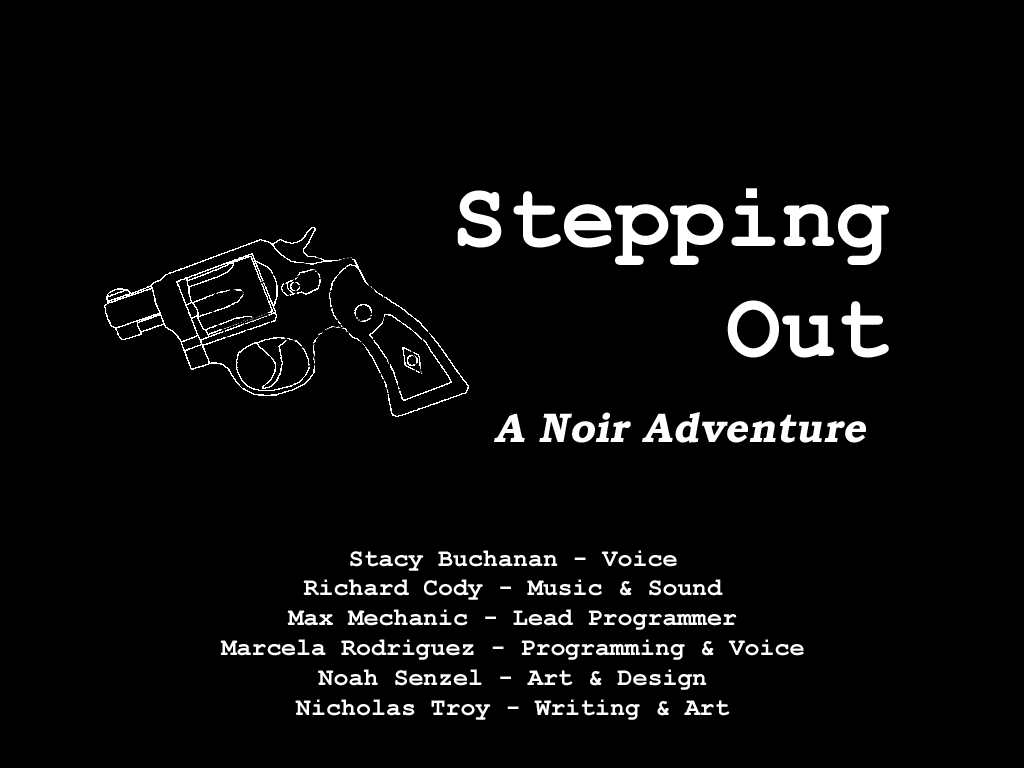 Stepping
Out
A Noir Adventure
Stacy Buchanan - Voice
Richard Cody - Music & Sound
Max Mechanic - Lead Programmer
Marcela Rodriguez - Programming & Voice
Noah Senzel - Art & Design
Nicholas Troy - Writing & Art